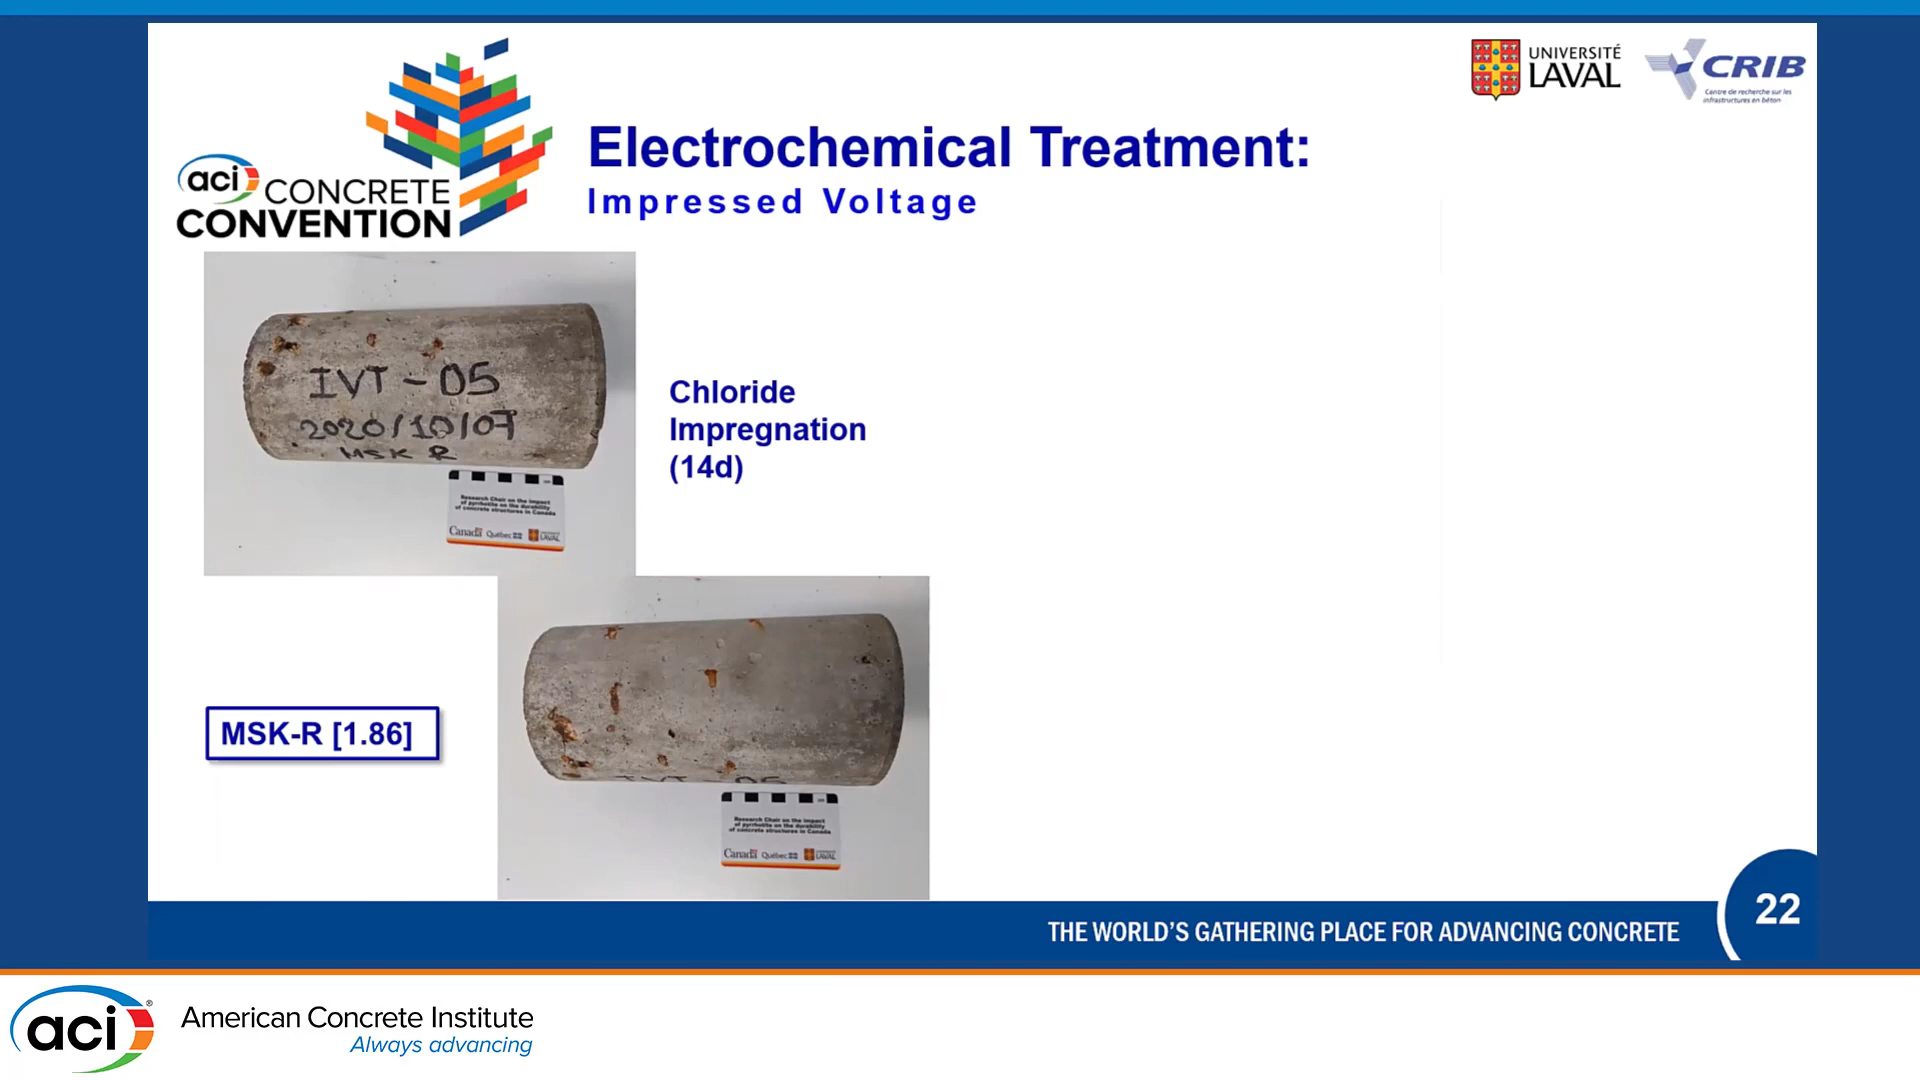 UNIVERSITÉ
LAVAL
CRIB
Centre de recherche sur les
infrastructures en béton
aci CONCRETE
CONVENTION
Electrochemical Treatment:
Impressed Voltage
IVT - 05
2020/10/07
MSK R
Research Chair on the impact
of pyrrhotite on the durability
of concrete structures in Canada
Canada Québec UNIVERSITÉ LAVAL
Chloride
Impregnation
(14d)
IVT - 05
Research Chair on the impact
of pyrrhotite on the durability
of concrete structures in Canada
Canada Québec UNIVERSITÉ LAVAL
MSK-R [1.86]
22
THE WORLD'S GATHERING PLACE FOR ADVANCING CONCRETE
aci® American Concrete Institute
Always advancing